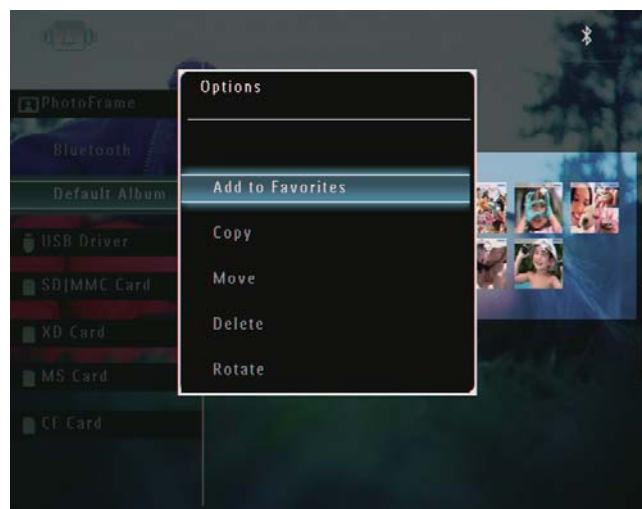 PhotoFrame
Bluetooth
Default Album
USB Driver
SD|MMC Card
XD Card
MS Card
CF Card
Options
Add to Favorites
Copy
Move
Delete
Rotate